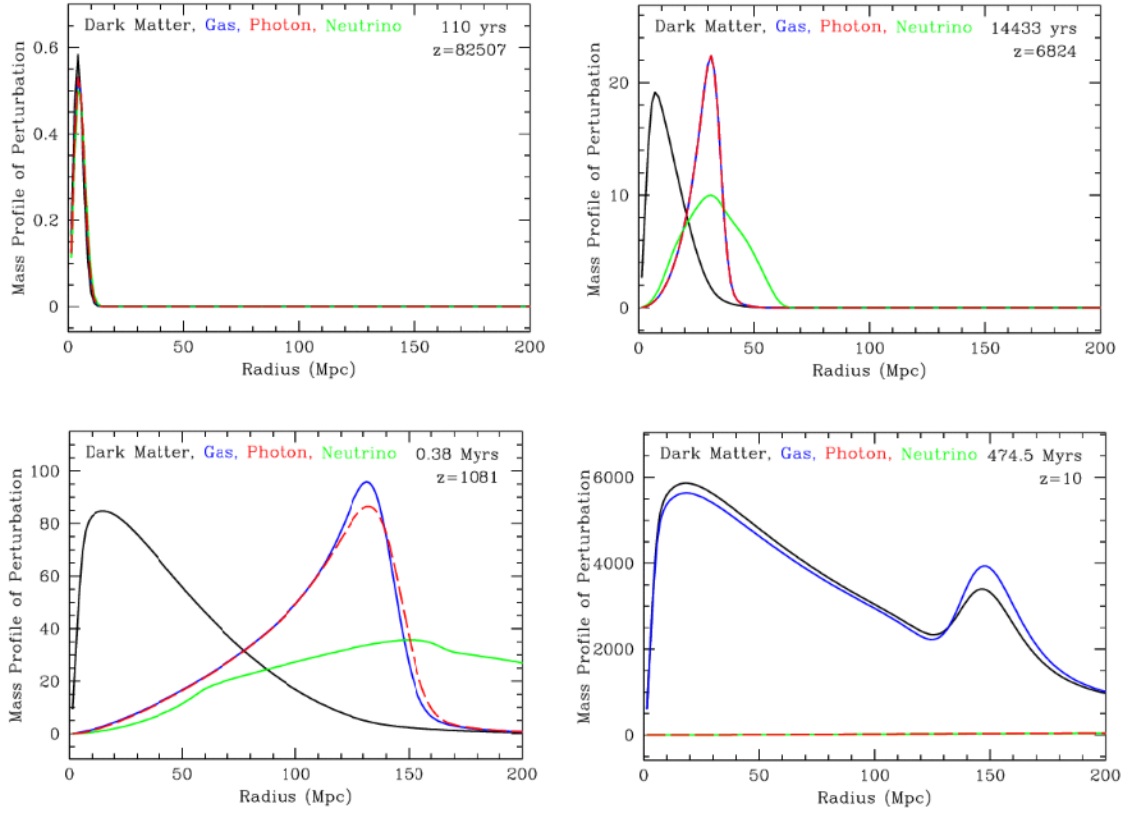 Dark Matter, Gas, Photon, Neutrino 110 yrs
z=82507
Mass Profile of Perturbation
0.6
0.4
0.2
0
0 50 100 150 200
Radius (Mpc)
Dark Matter, Gas, Photon, Neutrino 14433 yrs
z=6824
Mass Profile of Perturbation
20
10
0
0 50 100 150 200
Radius (Mpc)
Dark Matter, Gas, Photon, Neutrino 0.38 Myrs
z=1081
Mass Profile of Perturbation
100
80
60
40
20
0
0 50 100 150 200
Radius (Mpc)
Dark Matter, Gas, Photon, Neutrino 474.5 Myrs
z=10
Mass Profile of Perturbation
6000
4000
2000
0
0 50 100 150 200
Radius (Mpc)